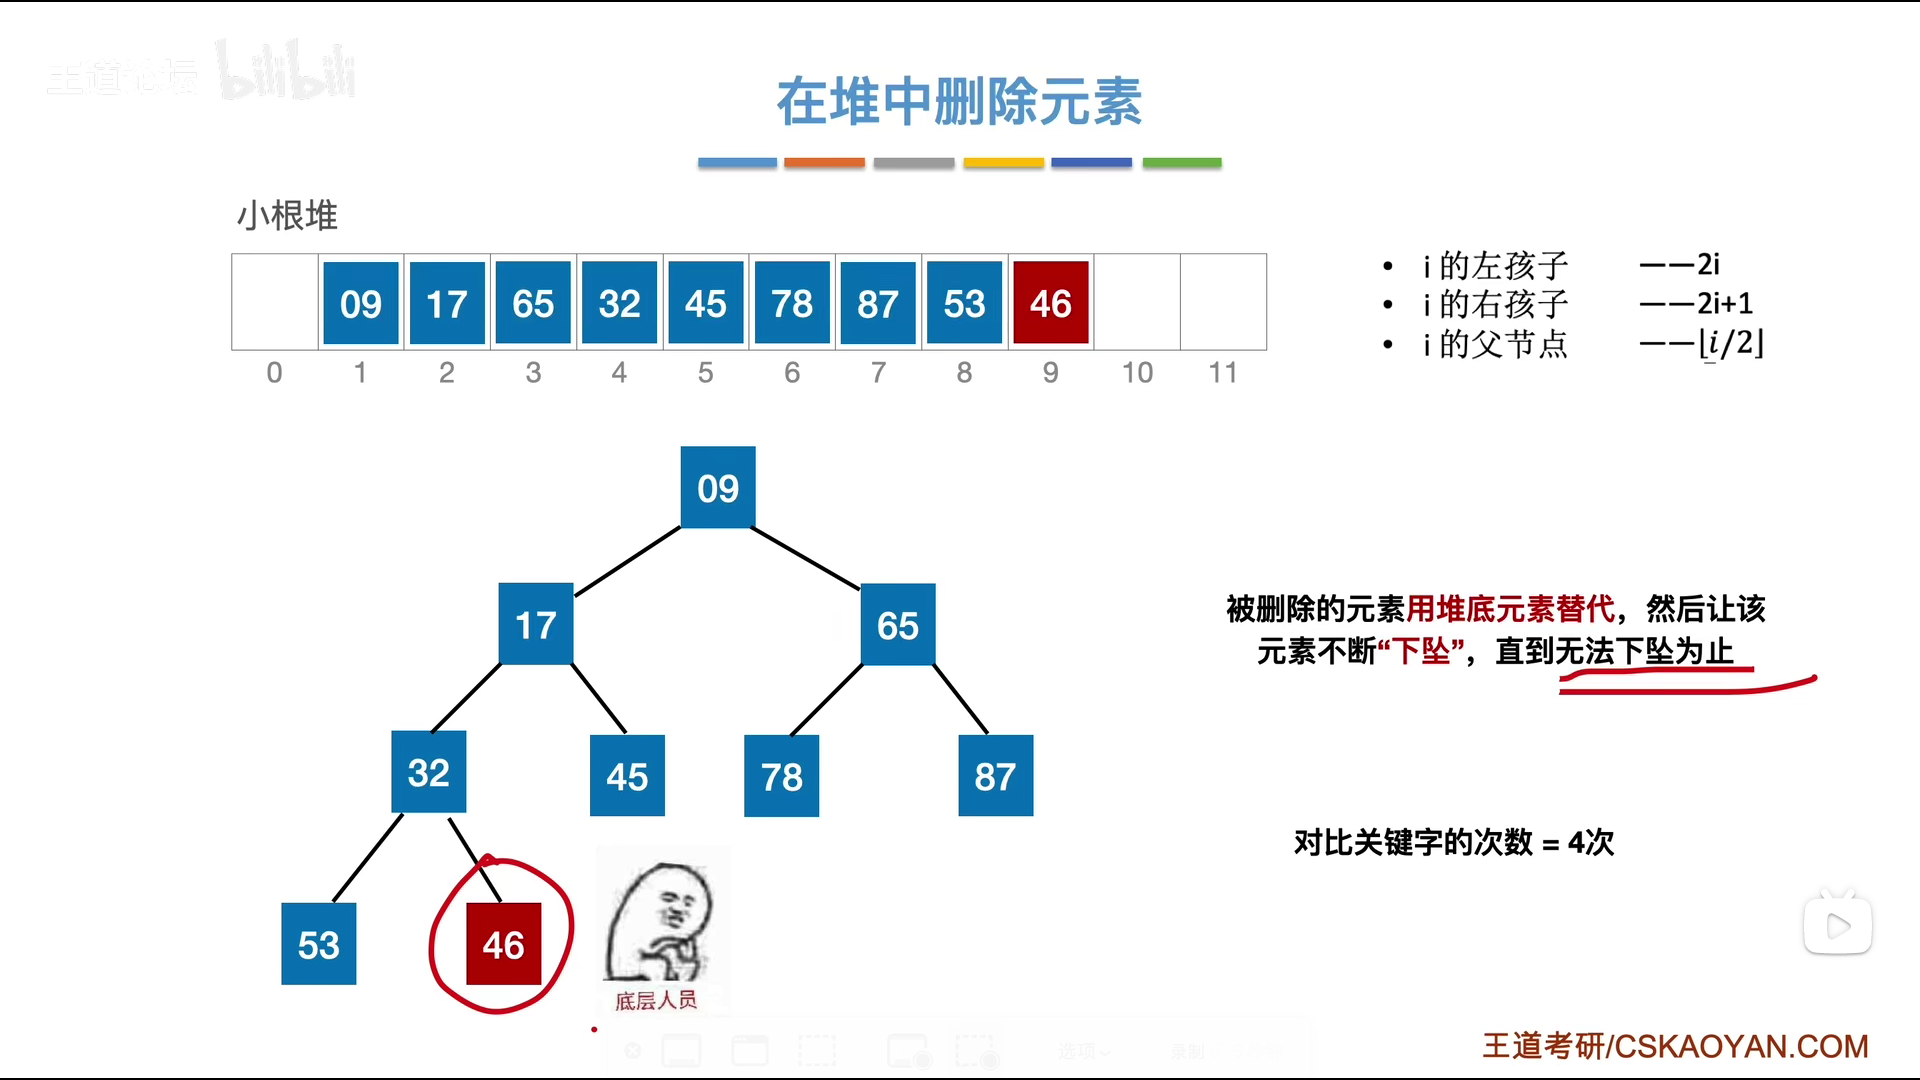 王道论坛 bilibili
在堆中删除元素
小根堆
09 17 65 32 45 78 87 53 46
0 1 2 3 4 5 6 7 8 9 10 11
• i 的左孩子 ——2i
• i 的右孩子 ——2i+1
• i 的父节点 ——⌊i/2⌋
09
17 65
32 45 78 87
53 46
底层人员
被删除的元素用堆底元素替代，然后让该
元素不断“下坠”，直到无法下坠为止
对比关键字的次数 = 4次
选项
录制
王道考研/CSKAOYAN.COM